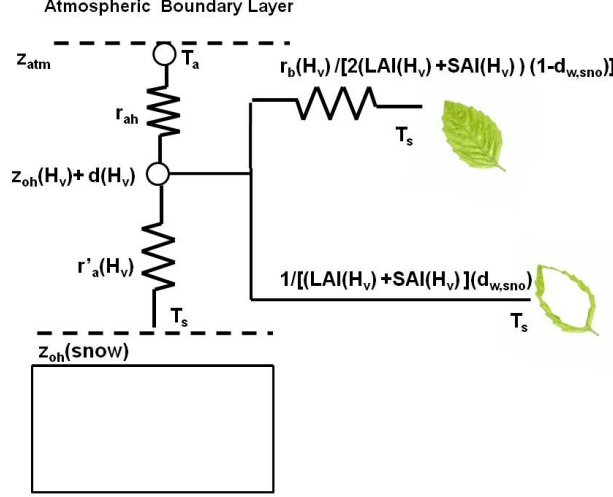 Atmospheric Boundary Layer
z_atm
T_a
r_b(H_v)/[2(LAI(H_v)+SAI(H_v))(1-d_w,sno)]
r_ah
T_s
z_oh(H_v)+ d(H_v)
r'_a(H_v)
1/[(LAI(H_v)+SAI(H_v)](d_w,sno)
T_s
T_s
z_oh(snow)